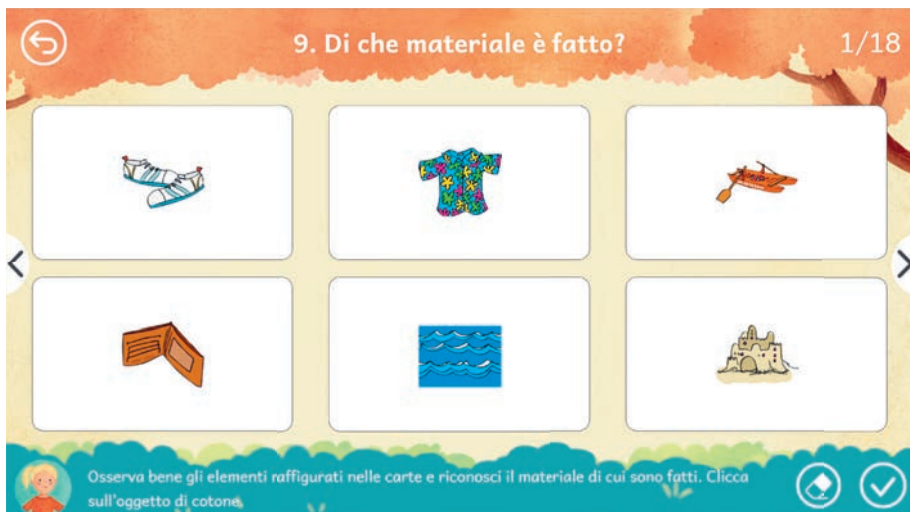 9. Di che materiale è fatto?
1/18
Osserva bene gli elementi raffigurati nelle carte e riconosci il materiale di cui sono fatti. Clicca
sull'oggetto di cotone.